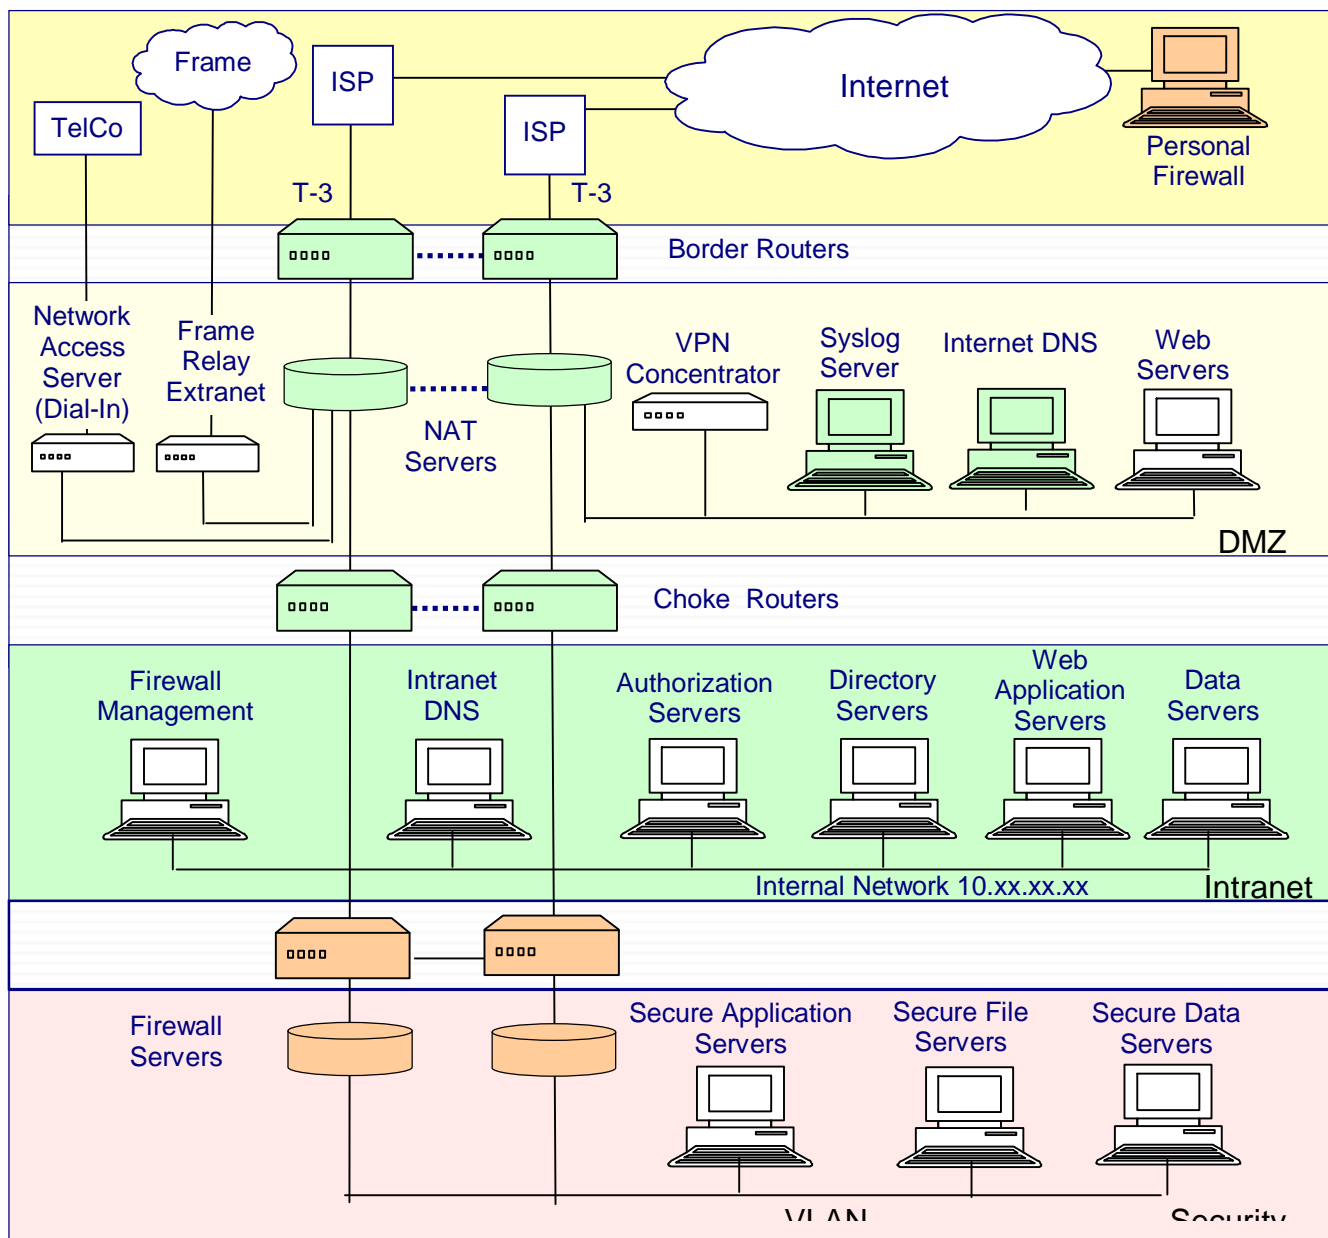 Frame
ISP
Internet
TelCo
ISP
Personal
Firewall
T-3
T-3
Border Routers
Network
Access
Server
(Dial-In)
Frame
Relay
Extranet
NAT
Servers
VPN
Concentrator
Syslog
Server
Internet DNS
Web
Servers
DMZ
Choke Routers
Firewall
Management
Intranet
DNS
Authorization
Servers
Directory
Servers
Web
Application
Servers
Data
Servers
Internal Network 10.xx.xx.xx
Intranet
Firewall
Servers
Secure Application
Servers
Secure File
Servers
Secure Data
Servers
VLAN
Security